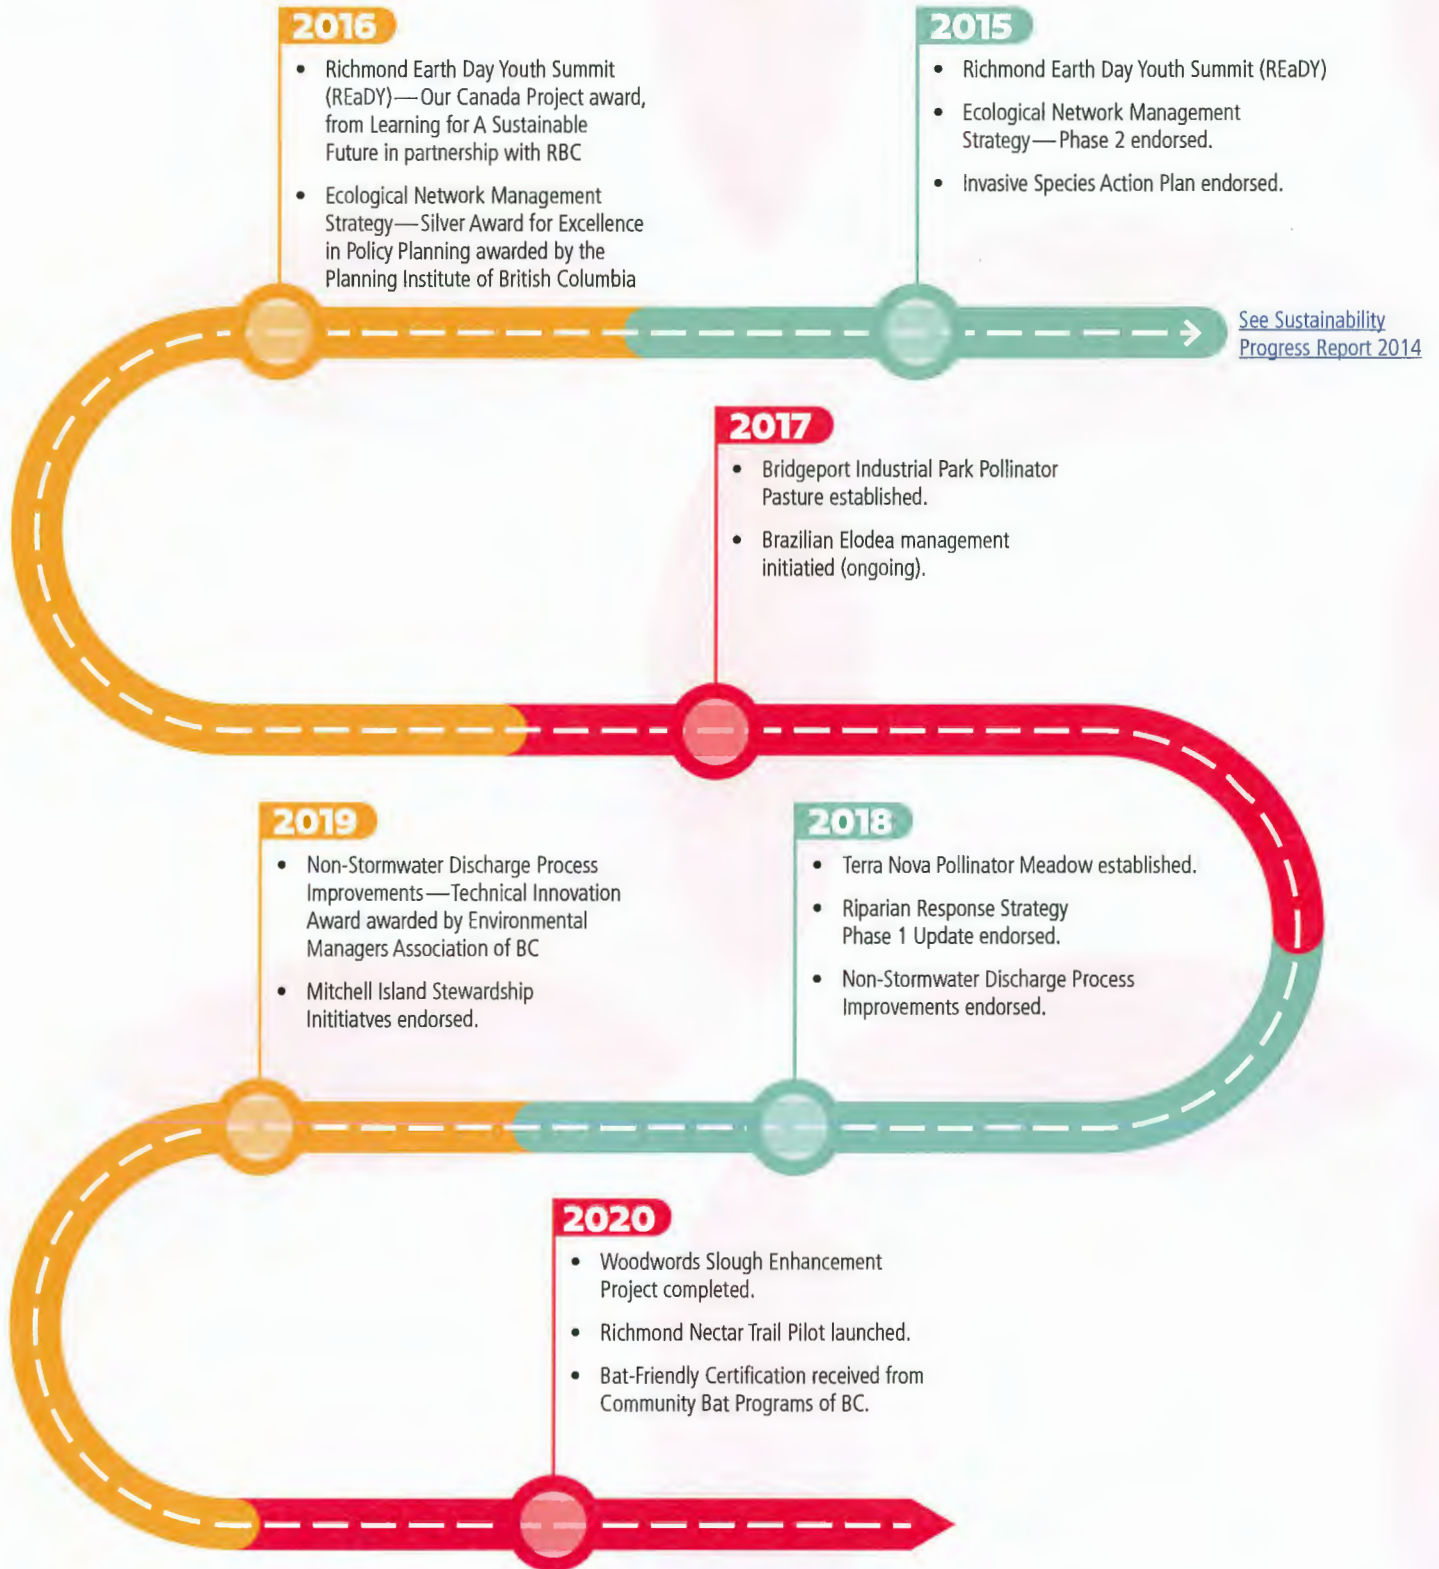 2016
• Richmond Earth Day Youth Summit
(REaDY)—Our Canada Project award,
from Learning for A Sustainable
Future in partnership with RBC
• Ecological Network Management
Strategy—Silver Award for Excellence
in Policy Planning awarded by the
Planning Institute of British Columbia
2015
• Richmond Earth Day Youth Summit (REaDY)
• Ecological Network Management
Strategy—Phase 2 endorsed.
• Invasive Species Action Plan endorsed.
See Sustainability
Progress Report 2014
2017
• Bridgeport Industrial Park Pollinator
Pasture established.
• Brazilian Elodea management
initiatied (ongoing).
2019
• Non-Stormwater Discharge Process
Improvements—Technical Innovation
Award awarded by Environmental
Managers Association of BC
• Mitchell Island Stewardship
Inititiatves endorsed.
2018
• Terra Nova Pollinator Meadow established.
• Riparian Response Strategy
Phase 1 Update endorsed.
• Non-Stormwater Discharge Process
Improvements endorsed.
2020
• Woodwords Slough Enhancement
Project completed.
• Richmond Nectar Trail Pilot launched.
• Bat-Friendly Certification received from
Community Bat Programs of BC.